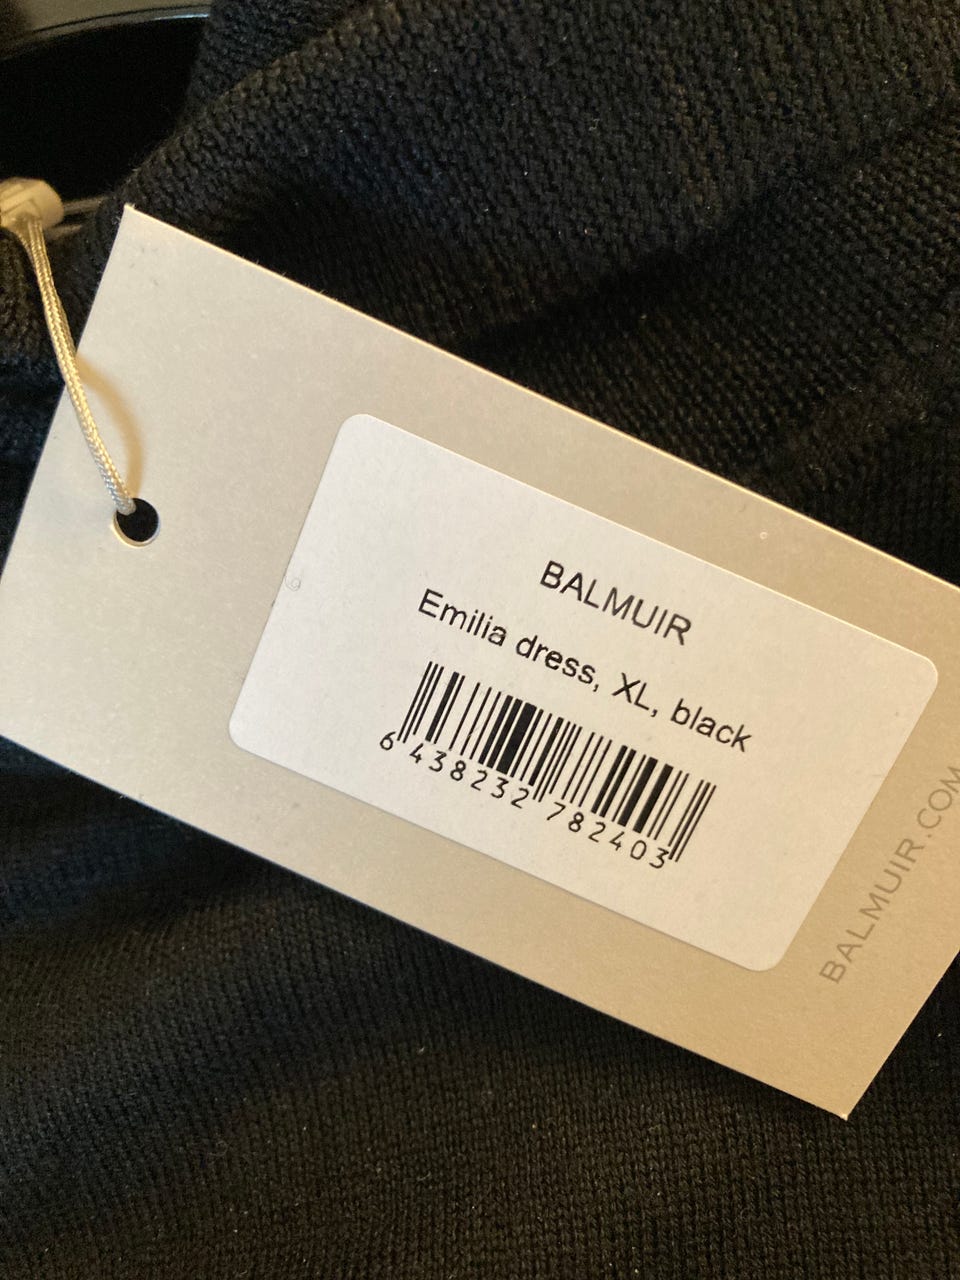 BALMUIR
Emilia dress, XL, black
6 438232 782403
BALMUIR.COM